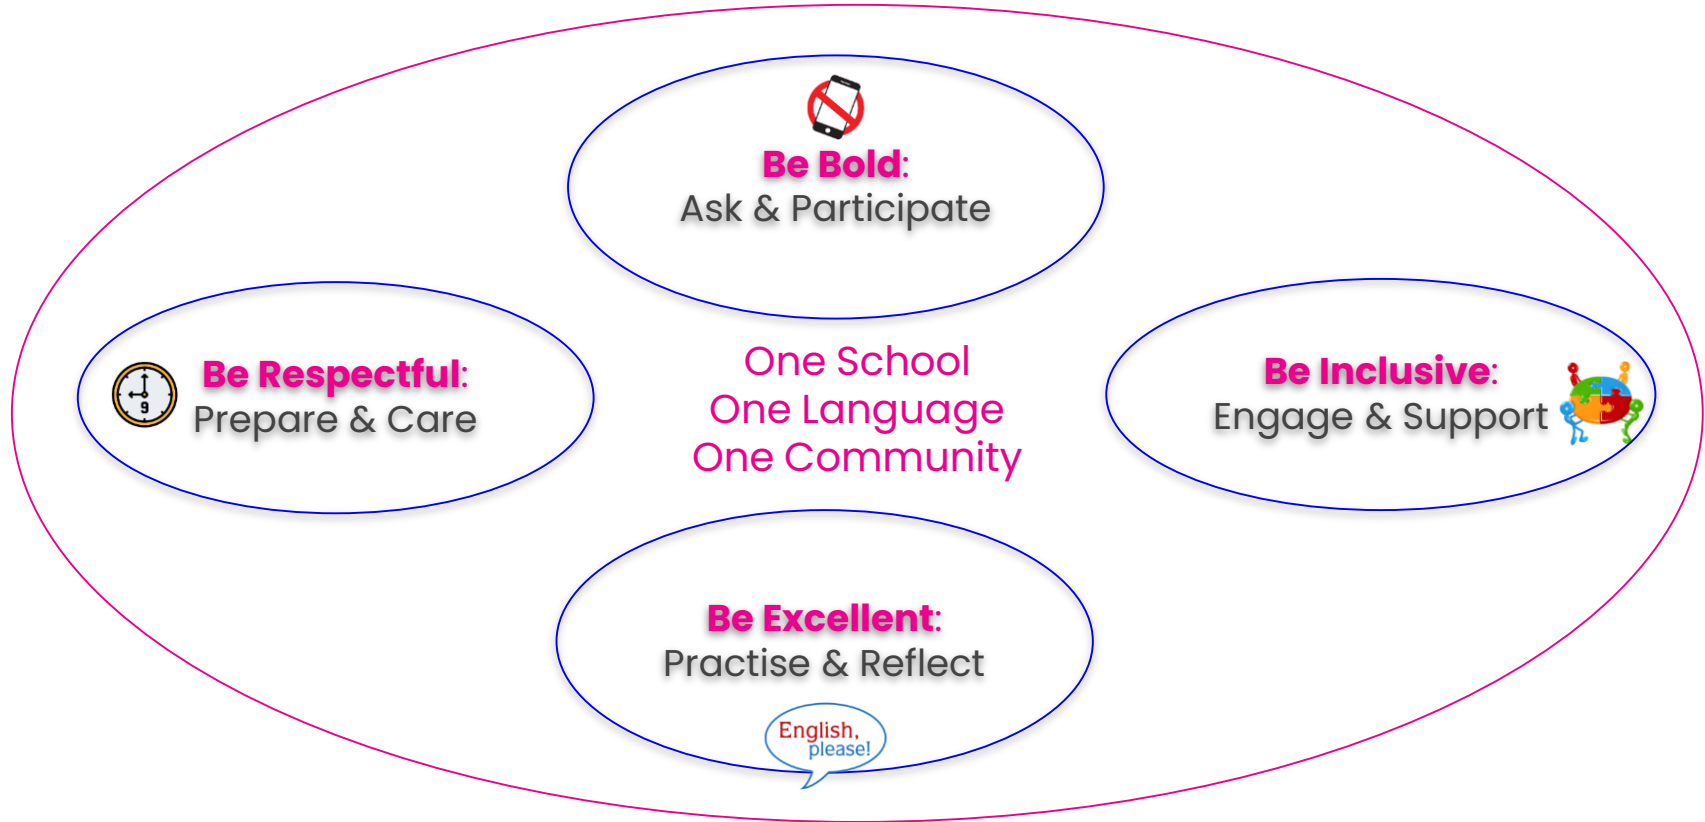 Be Bold:
Ask & Participate
Be Respectful:
Prepare & Care
9
One School
One Language
One Community
Be Inclusive:
Engage & Support
Be Excellent:
Practise & Reflect
English,
please!